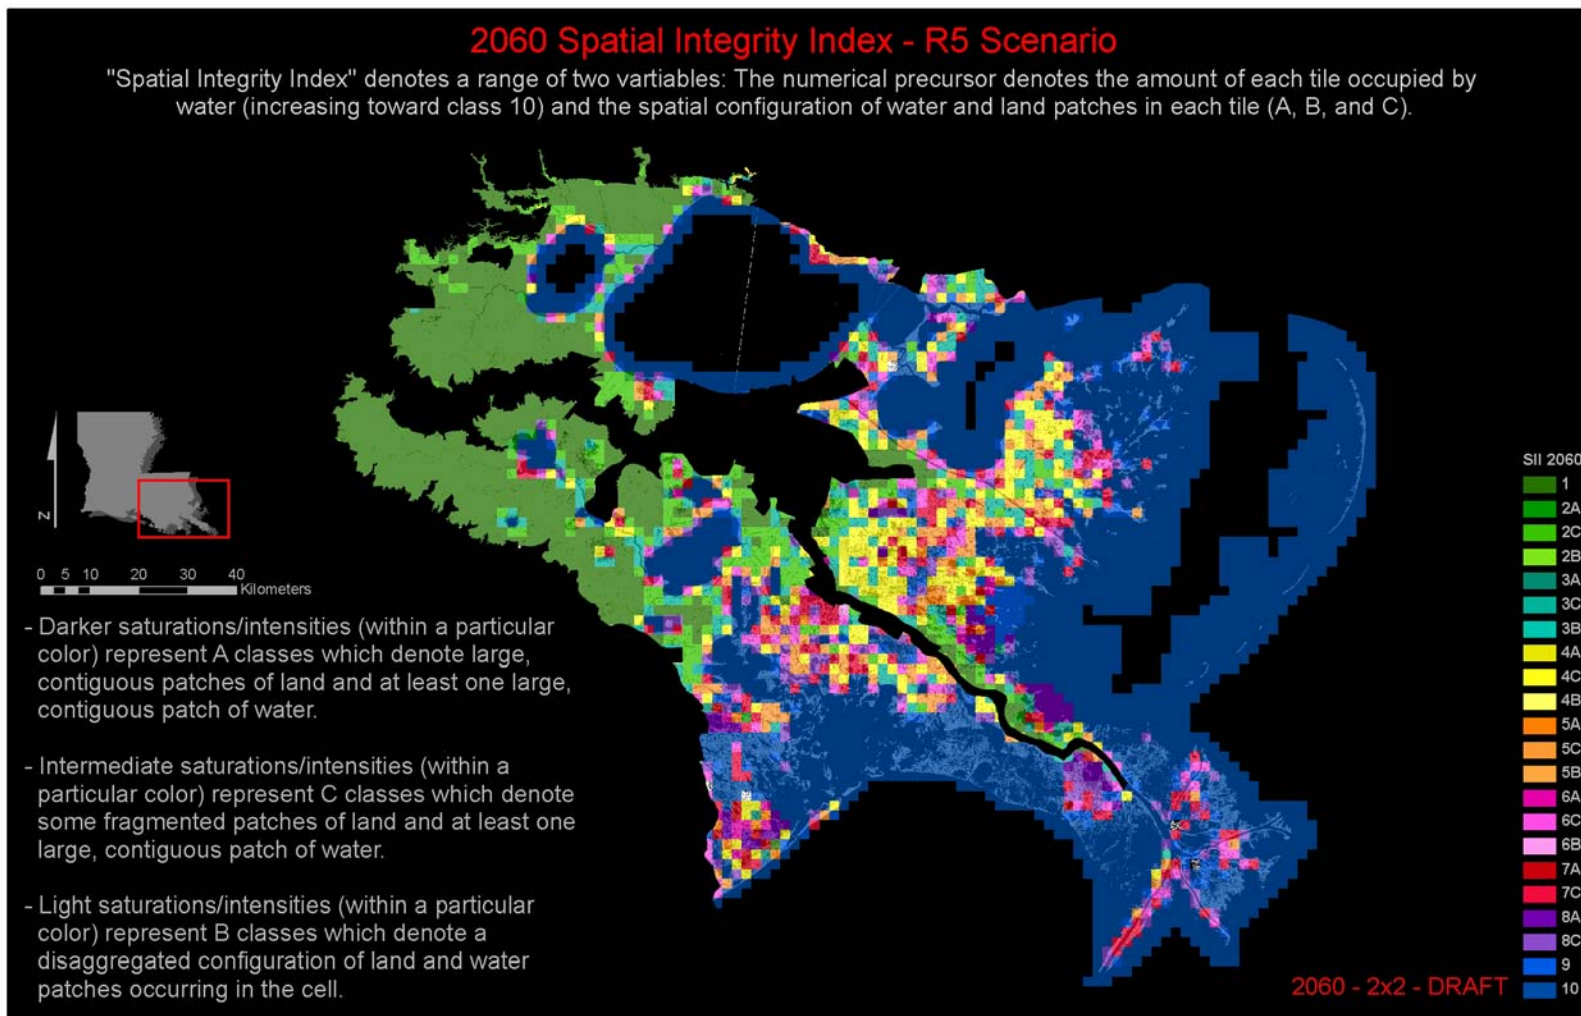 2060 Spatial Integrity Index - R5 Scenario
"Spatial Integrity Index" denotes a range of two vartiables: The numerical precursor denotes the amount of each tile occupied by
water (increasing toward class 10) and the spatial configuration of water and land patches in each tile (A, B, and C).
N
0 5 10 20 30 40
Kilometers
- Darker saturations/intensities (within a particular
color) represent A classes which denote large,
contiguous patches of land and at least one large,
contiguous patch of water.
- Intermediate saturations/intensities (within a
particular color) represent C classes which denote
some fragmented patches of land and at least one
large, contiguous patch of water.
- Light saturations/intensities (within a particular
color) represent B classes which denote a
disaggregated configuration of land and water
patches occurring in the cell.
SII 2060
1
2A
2C
2B
3A
3C
3B
4A
4C
4B
5A
5C
5B
6A
6C
6B
7A
7C
8A
8C
9
10
2060 - 2x2 - DRAFT